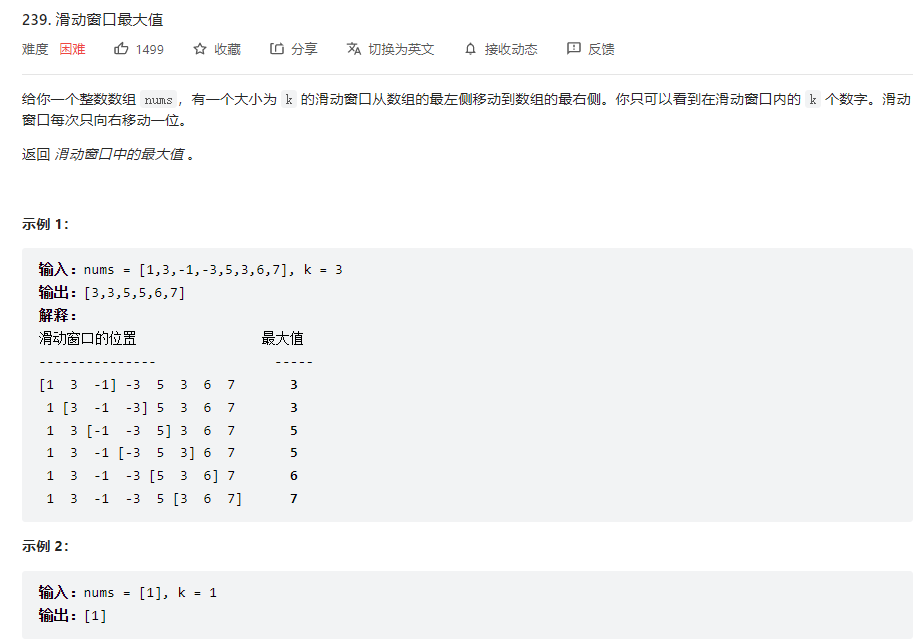 239. 滑动窗口最大值
难度 困难 1499 收藏 分享 切换为英文 接收动态 反馈
给你一个整数数组 nums，有一个大小为 k 的滑动窗口从数组的最左侧移动到数组的最右侧。你只可以看到在滑动窗口内的 k 个数字。滑动
窗口每次只向右移动一位。
返回 滑动窗口中的最大值 。
示例 1：
输入：nums = [1,3,-1,-3,5,3,6,7], k = 3
输出：[3,3,5,5,6,7]
解释：
滑动窗口的位置 最大值
--------------- -----
[1 3 -1] -3 5 3 6 7 3
1 [3 -1 -3] 5 3 6 7 3
1 3 [-1 -3 5] 3 6 7 5
1 3 -1 [-3 5 3] 6 7 5
1 3 -1 -3 [5 3 6] 7 6
1 3 -1 -3 5 [3 6 7] 7
示例 2：
输入：nums = [1], k = 1
输出：[1]